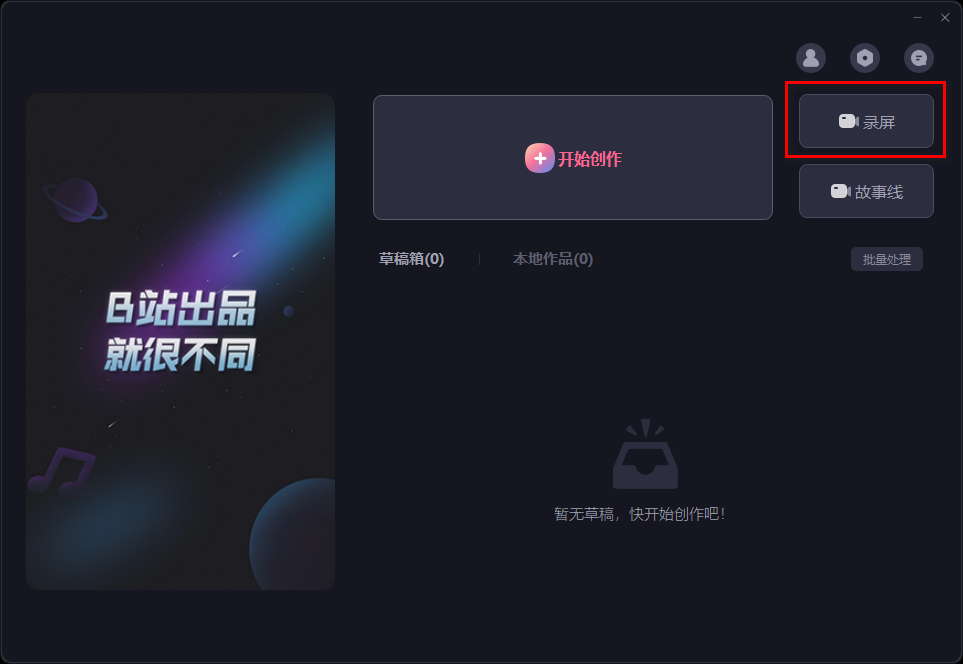 录屏
B站出品
就很不同
开始创作
故事线
草稿箱(0)
本地作品(0)
批量处理
暂无草稿，快开始创作吧！